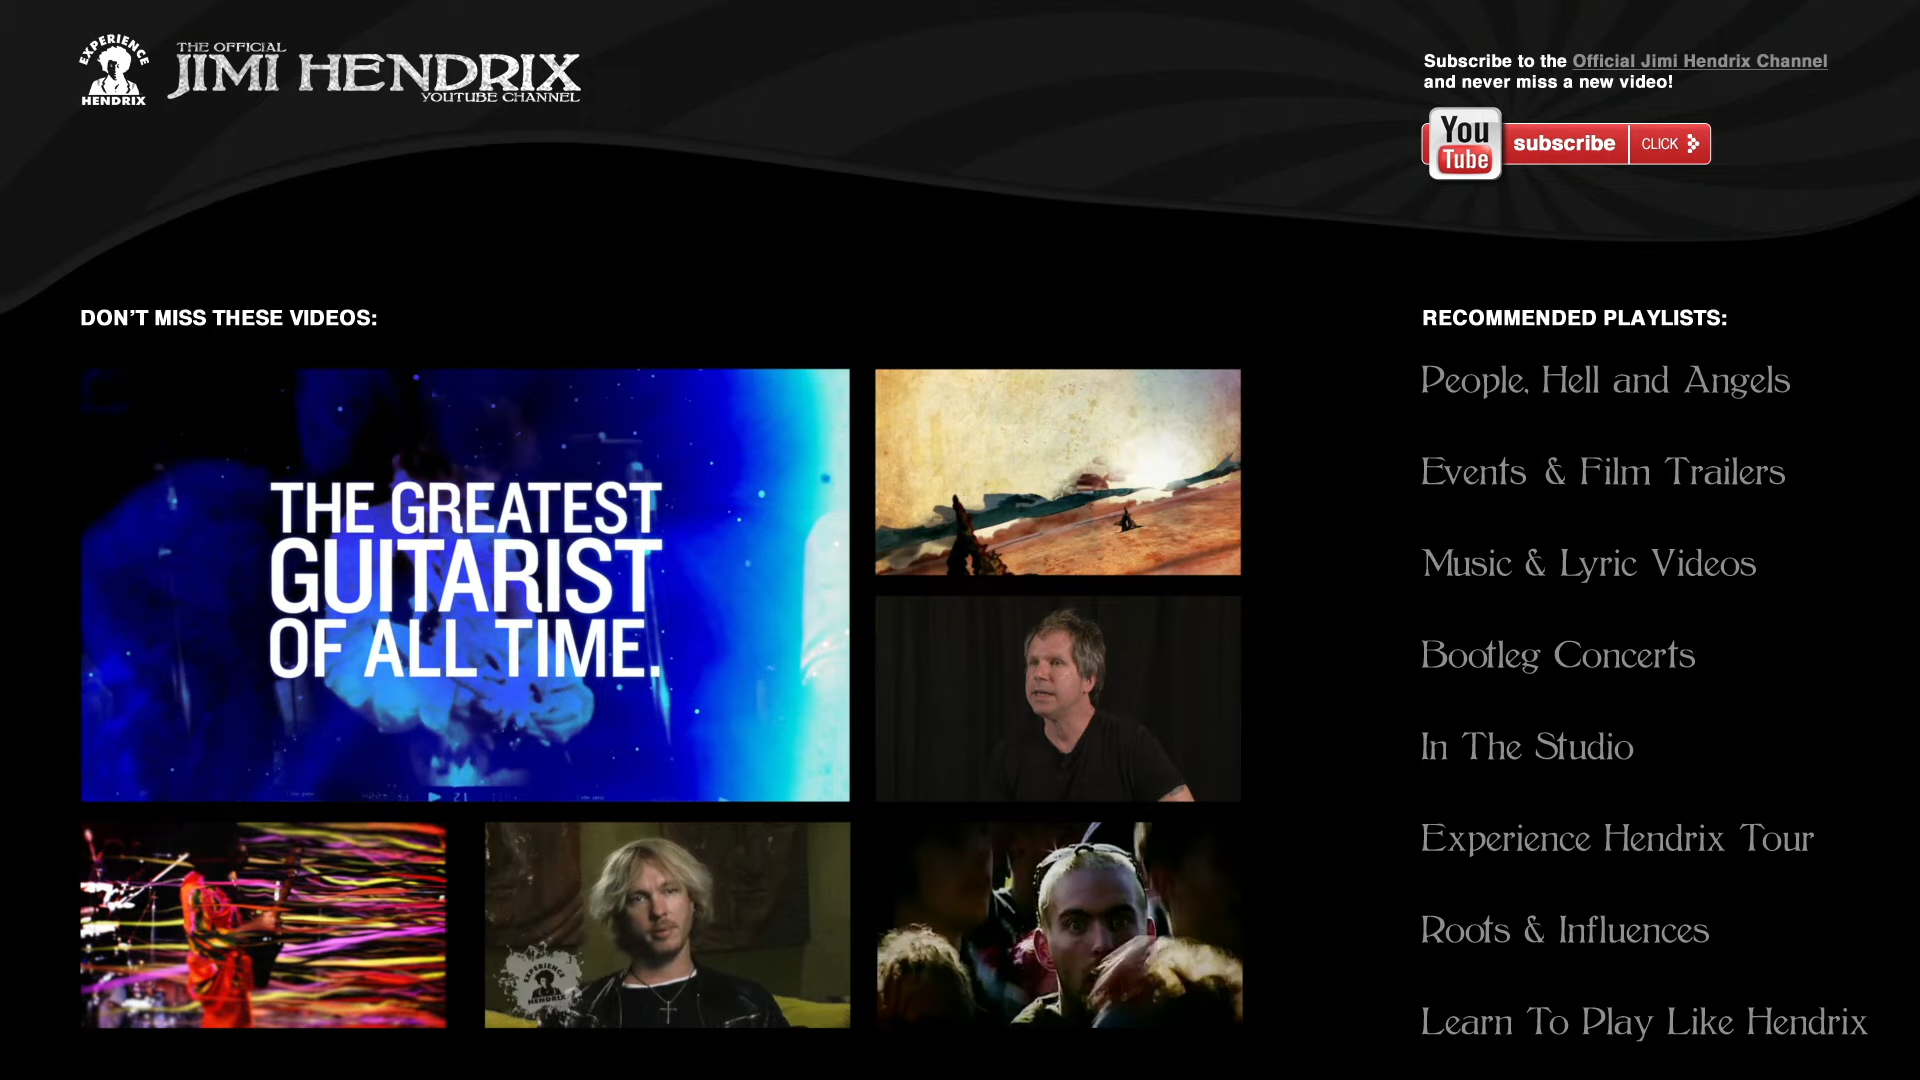 EXPERIENCE
HENDRIX
THE OFFICIAL
JIMI HENDRIX
YOUTUBE CHANNEL
Subscribe to the Official Jimi Hendrix Channel
and never miss a new video!
You
Tube
subscribe
CLICK
DON’T MISS THESE VIDEOS:
THE GREATEST
GUITARIST
OF ALL TIME.
21
EXPERIENCE
HENDRIX
RECOMMENDED PLAYLISTS:
People, Hell and Angels
Events & Film Trailers
Music & Lyric Videos
Bootleg Concerts
In The Studio
Experience Hendrix Tour
Roots & Influences
Learn To Play Like Hendrix